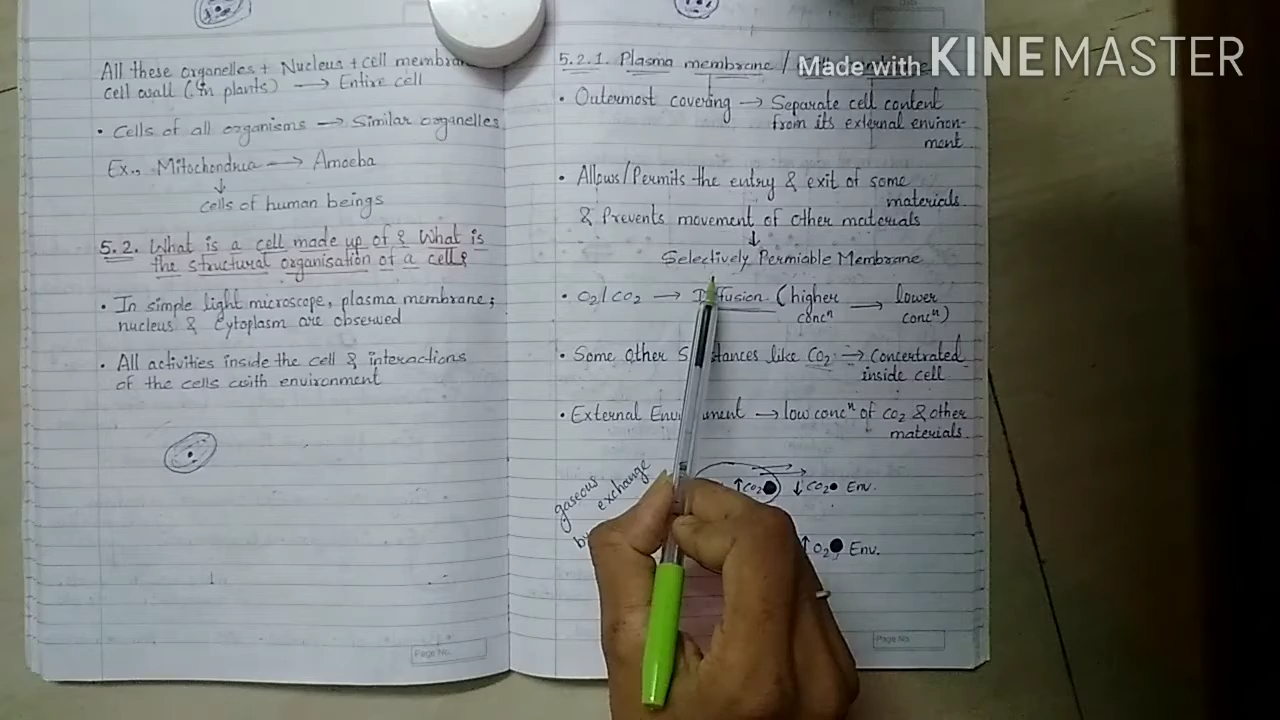 All these organelles + Nucleus + cell membran
cell wall (in plants) → Entire cell
• Cells of all organisms → Similar organelles
Ex., Mitochondria → Amoeba
↓
cells of human beings
5.2. What is a cell made up of? What is
the structural organisation of a cell?
• In simple light microscope, plasma membrane,
nucleus & Cytoplasm are observed
• All activities inside the cell & interactions
of the cells with environment
Page No.
Made with KINEMASTER
5.2.1. Plasma membrane /
• Outermost covering → Separate cell content
from its external environ-
ment
• Allows/Permits the entry & exit of some
materials
& Prevents movement of other materials
↓
Selectively Permiable Membrane
• O2/CO2 → Diffusion (higher concⁿ → lower concⁿ)
• Some other Substances like CO2 → Concentrated
inside cell
• External → low concⁿ of CO2 & other
materials
gaseous
exchange
↑CO2 ↓CO2 Env.
↑O2 Env.
Page No.